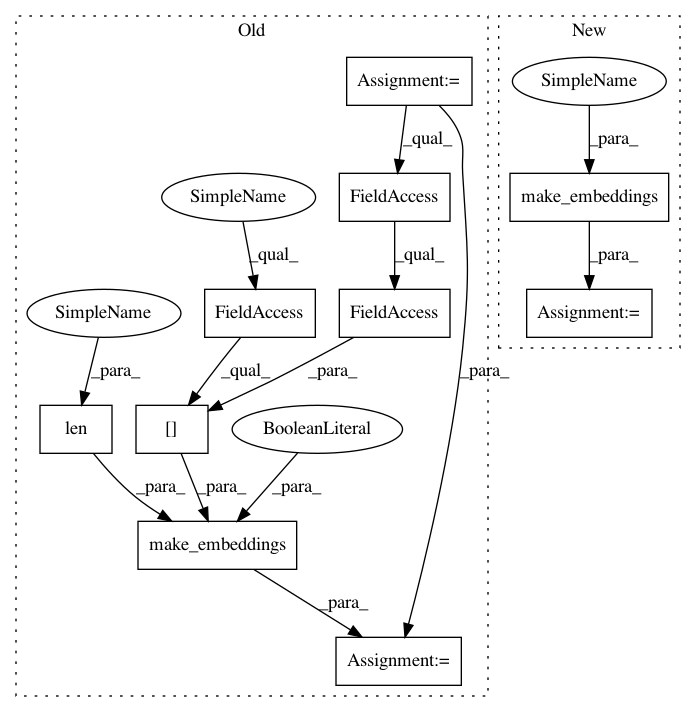 Old
New
Assignment:=
SimpleName
_qual_
_para_
SimpleName
FieldAccess
make_embeddings
_qual_
_qual_
_para_
SimpleName
FieldAccess
FieldAccess
Assignment:=
_para_
_qual_
_para_
_para_
len
[]
BooleanLiteral
_para_
_para_
_para_
make_embeddings
_para_
Assignment:=